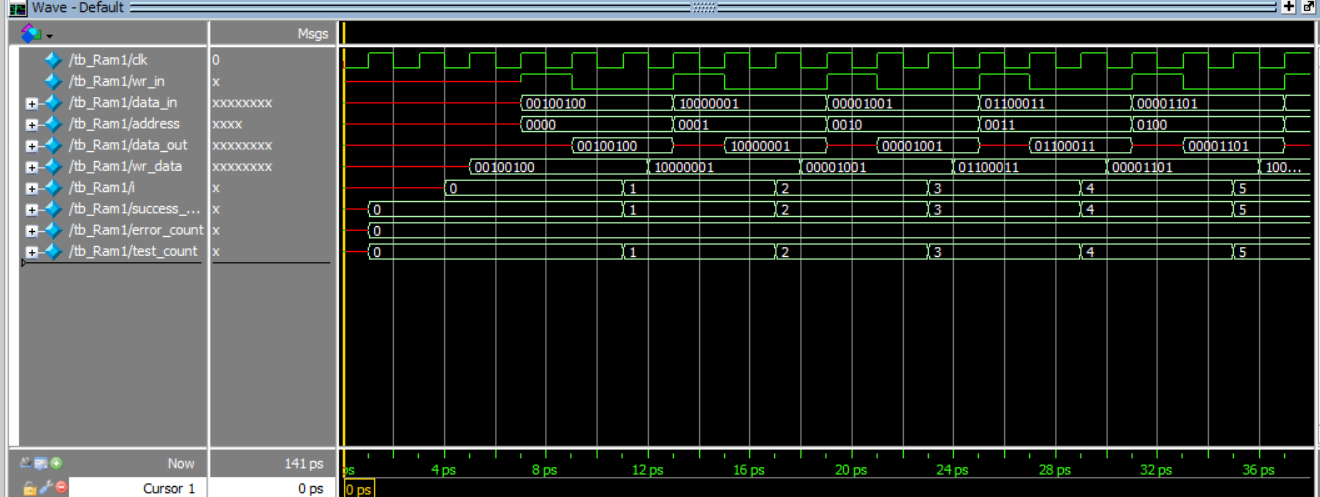 Wave - Default
Msgs
/tb_Ram1/clk 0
/tb_Ram1/wr_in x
/tb_Ram1/data_in xxxxxxxx 00100100 10000001 00001001 01100011 00001101
/tb_Ram1/address xxxx 0000 0001 0010 0011 0100
/tb_Ram1/data_out xxxxxxxx 00100100 10000001 00001001 01100011 00001101
/tb_Ram1/wr_data xxxxxxxx 00100100 10000001 00001001 01100011 00001101 100...
/tb_Ram1/i x 0 1 2 3 4 5
/tb_Ram1/success_... x 0 1 2 3 4 5
/tb_Ram1/error_count x 0
/tb_Ram1/test_count x 0 1 2 3 4 5
Now 141 ps ps 4 ps 8 ps 12 ps 16 ps 20 ps 24 ps 28 ps 32 ps 36 ps
Cursor 1 0 ps 0 ps